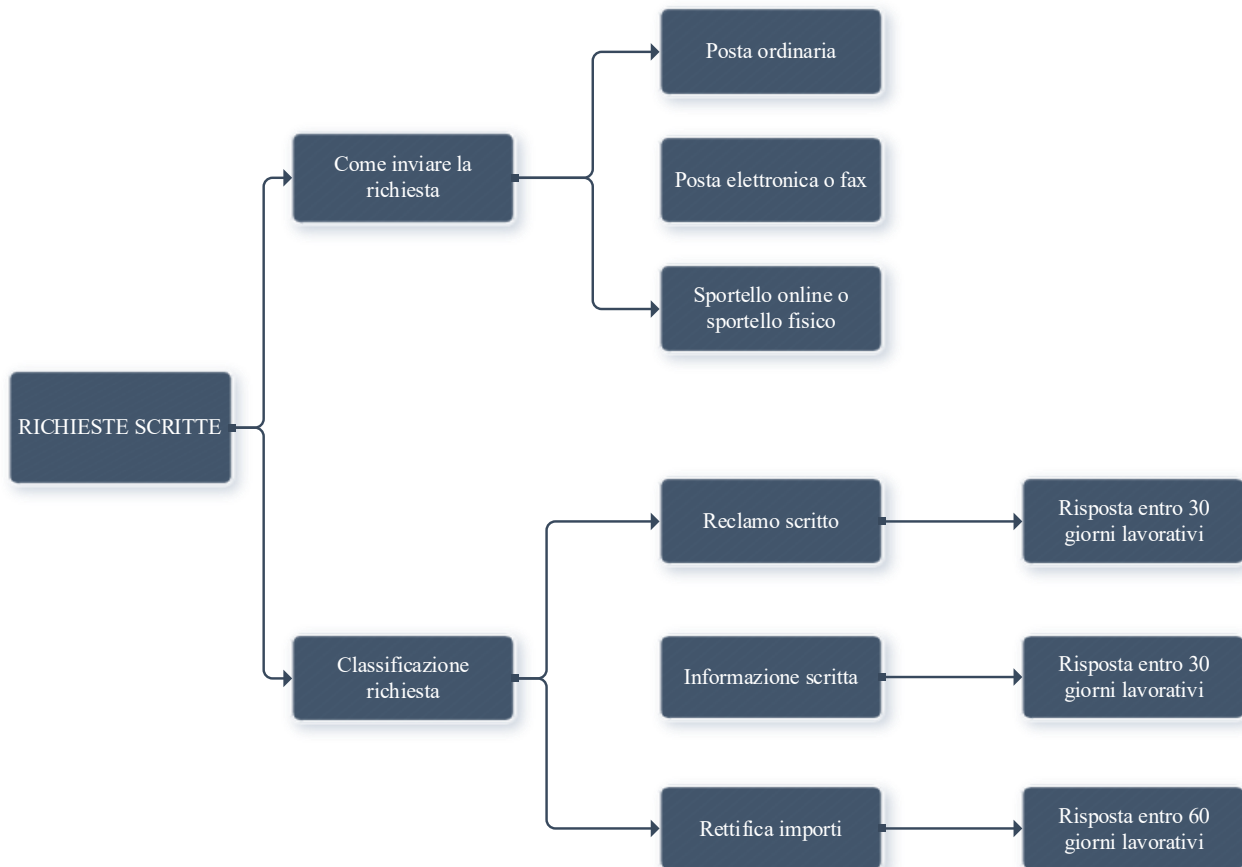 Posta ordinaria
Come inviare la
richiesta
Posta elettronica o fax
Sportello online o
sportello fisico
RICHIESTE SCRITTE
Reclamo scritto
Risposta entro 30
giorni lavorativi
Classificazione
richiesta
Informazione scritta
Risposta entro 30
giorni lavorativi
Rettifica importi
Risposta entro 60
giorni lavorativi